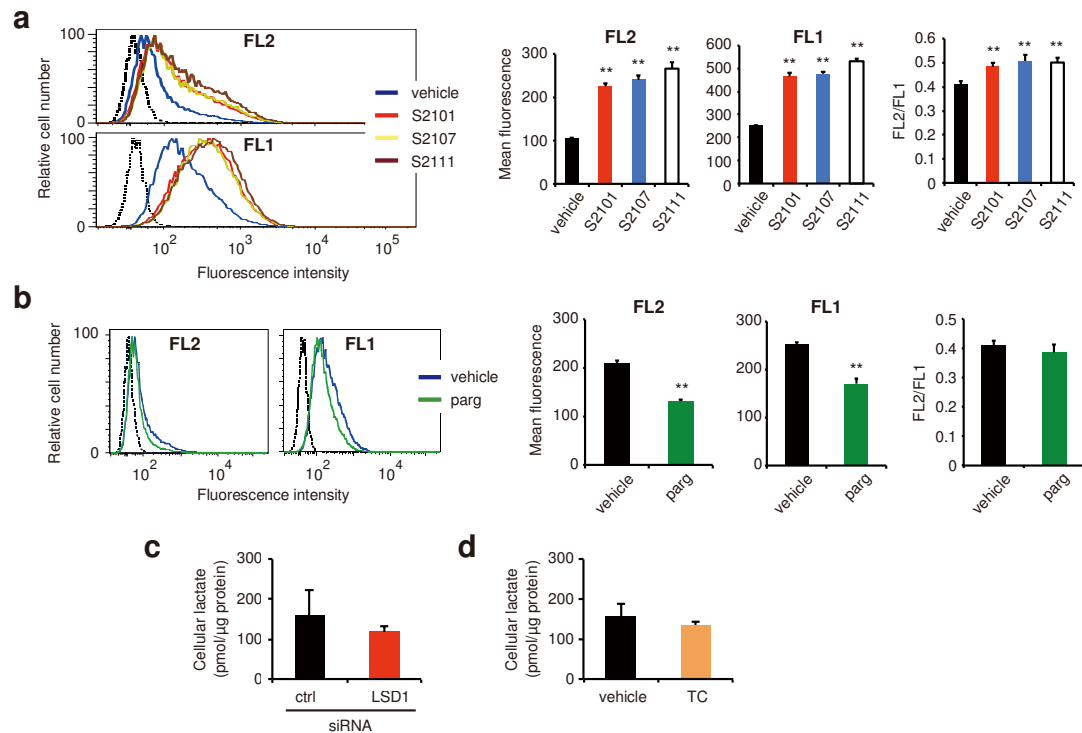 a
Relative cell number
100
0
FL2
100
0
FL1
10² 10³ 10⁴ 10⁵
Fluorescence intensity
vehicle
S2101
S2107
S2111
FL2
Mean fluorescence
300
200
100
0
** ** **
vehicle S2101 S2107 S2111
FL1
600
500
400
300
200
100
0
** ** **
vehicle S2101 S2107 S2111
FL2/FL1
0.6
0.5
0.4
0.3
0.2
0.1
0
** ** **
vehicle S2101 S2107 S2111
b
Relative cell number
100
0
FL2
10² 10⁴
FL1
10² 10⁴
Fluorescence intensity
vehicle
parg
FL2
Mean fluorescence
300
200
100
0
**
vehicle parg
FL1
300
200
100
0
**
vehicle parg
FL2/FL1
0.5
0.4
0.3
0.2
0.1
0
vehicle parg
c
Cellular lactate
(pmol/µg protein)
300
200
100
0
ctrl LSD1
siRNA
d
Cellular lactate
(pmol/µg protein)
300
200
100
0
vehicle TC